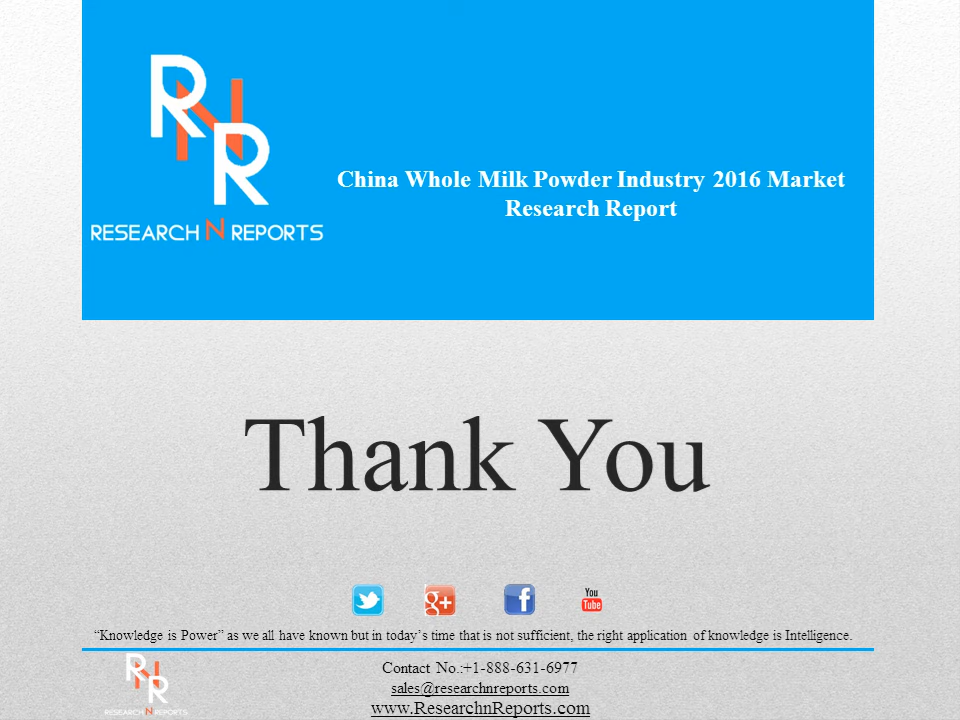 RNR
RESEARCH N REPORTS
China Whole Milk Powder Industry 2016 Market
Research Report
Thank You
g+
f
You
Tube
“Knowledge is Power” as we all have known but in today’s time that is not sufficient, the right application of knowledge is Intelligence.
RNR
RESEARCH N REPORTS
Contact No.:+1-888-631-6977
sales@researchnreports.com
www.ResearchnReports.com